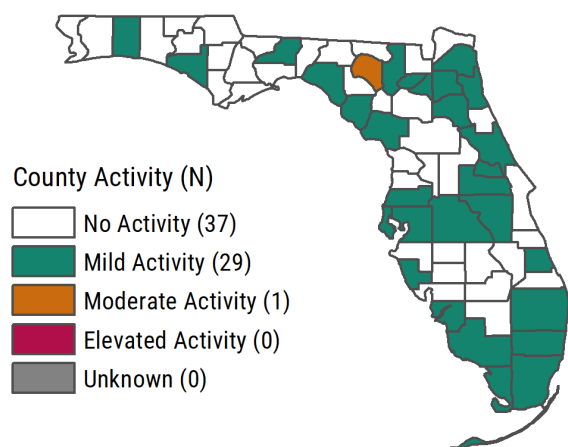 County Activity (N)
No Activity (37)
Mild Activity (29)
Moderate Activity (1)
Elevated Activity (0)
Unknown (0)